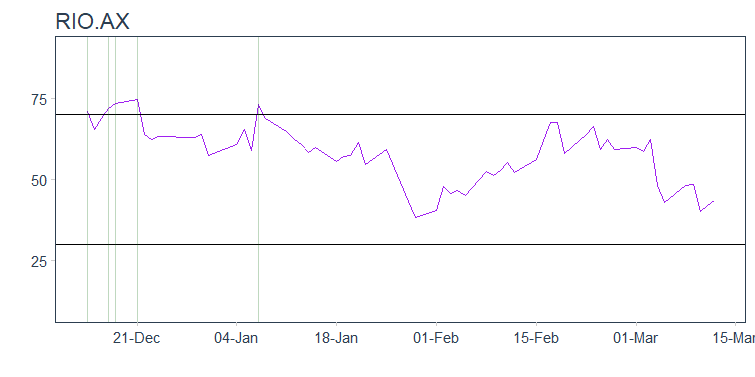 RIO.AX
75
50
25
21-Dec
04-Jan
18-Jan
01-Feb
15-Feb
01-Mar
15-Mar